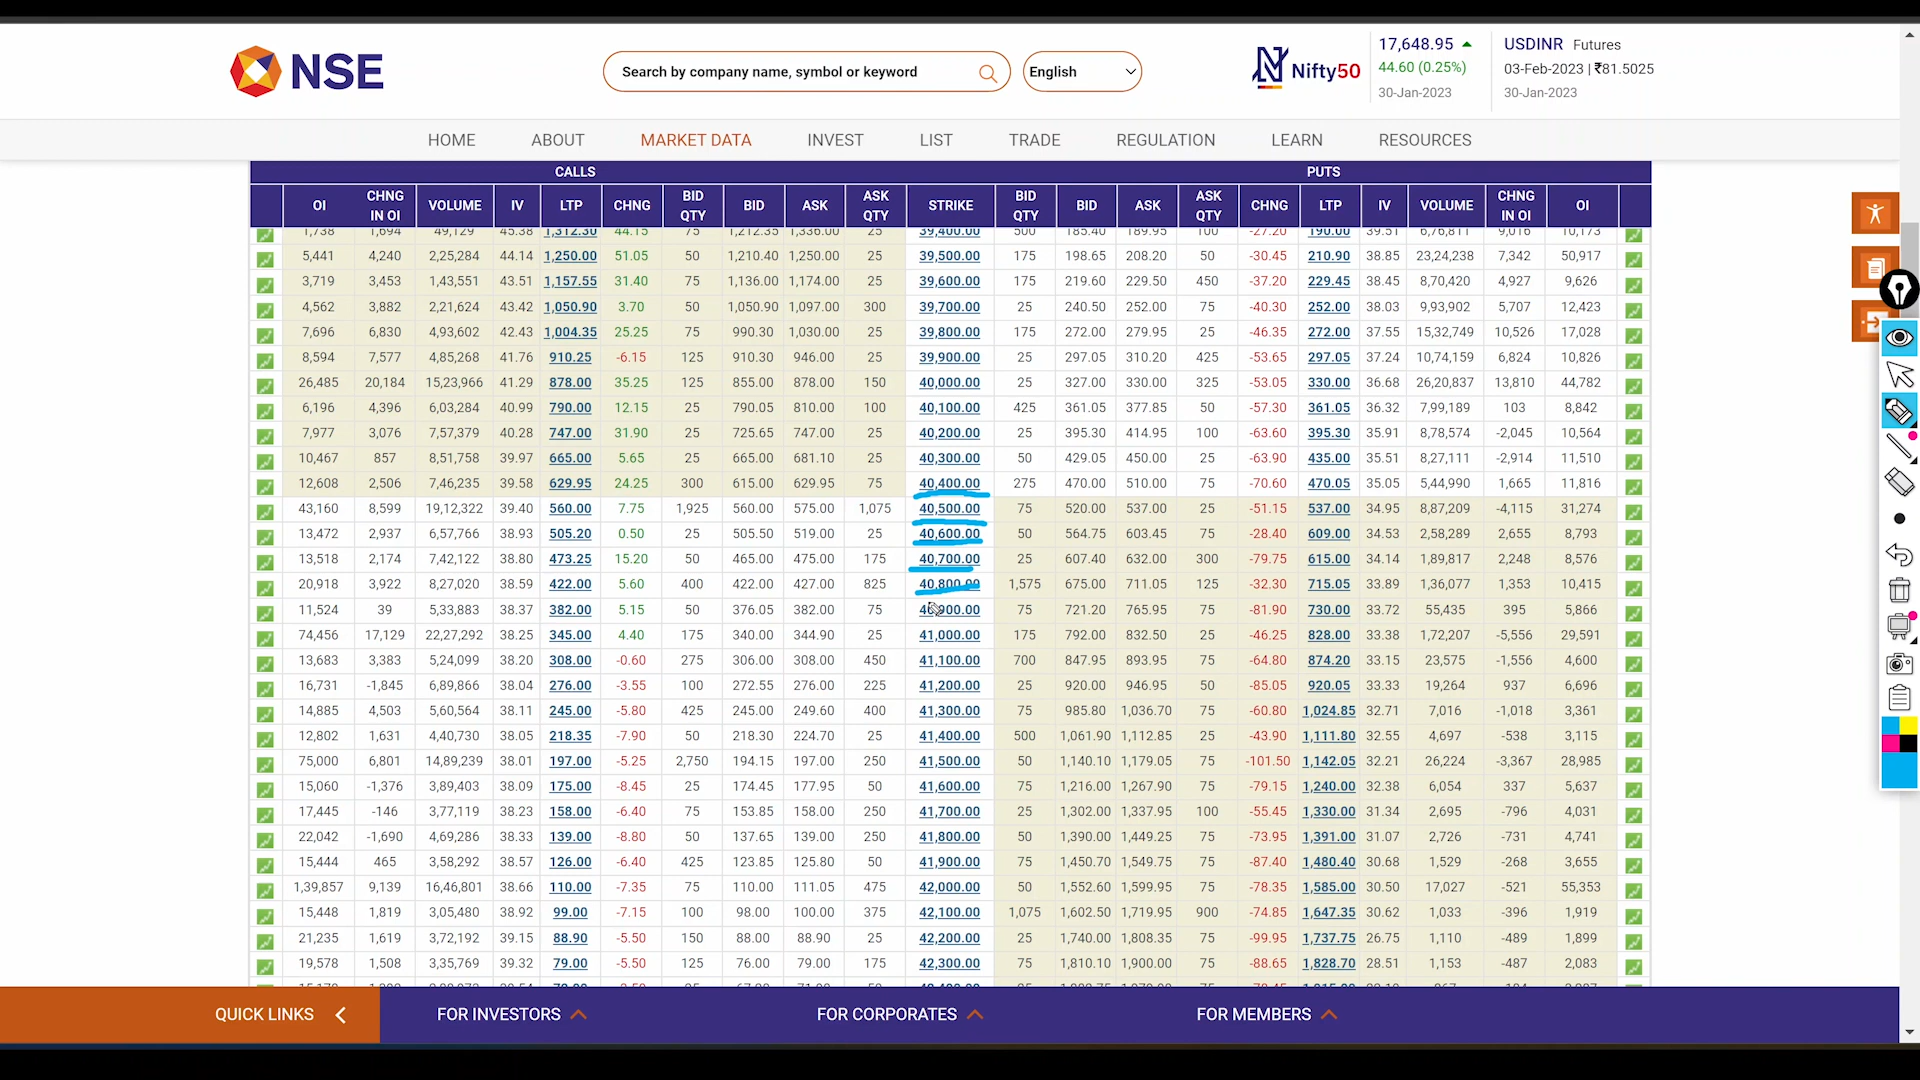 NSE
Search by company name, symbol or keyword
English
Nifty50
17,648.95
44.60 (0.25%)
30-Jan-2023
USDINR Futures
03-Feb-2023 | ₹81.5025
30-Jan-2023
HOME ABOUT MARKET DATA INVEST LIST TRADE REGULATION LEARN RESOURCES
CALLS PUTS
OI CHNG IN OI VOLUME IV LTP CHNG BID QTY BID ASK ASK QTY STRIKE BID QTY BID ASK ASK QTY CHNG LTP IV VOLUME CHNG IN OI OI
1,738 1,694 49,129 45.38 1,312.30 44.15 75 1,212.35 1,336.00 25 39,400.00 500 185.40 189.95 100 -27.20 190.00 39.51 6,76,811 9,016 10,173
5,441 4,240 2,25,284 44.14 1,250.00 51.05 50 1,210.40 1,250.00 25 39,500.00 175 198.65 208.20 50 -30.45 210.90 38.85 23,24,238 7,342 50,917
3,719 3,453 1,43,551 43.51 1,157.55 31.40 75 1,136.00 1,174.00 25 39,600.00 175 219.60 229.50 450 -37.20 229.45 38.45 8,70,420 4,927 9,626
4,562 3,882 2,21,624 43.42 1,050.90 3.70 50 1,050.90 1,097.00 300 39,700.00 25 240.50 252.00 75 -40.30 252.00 38.03 9,93,902 5,707 12,423
7,696 6,830 4,93,602 42.43 1,004.35 25.25 75 990.30 1,030.00 25 39,800.00 175 272.00 279.95 25 -46.35 272.00 37.55 15,32,749 10,526 17,028
8,594 7,577 4,85,268 41.76 910.25 -6.15 125 910.30 946.00 25 39,900.00 25 297.05 310.20 425 -53.65 297.05 37.24 10,74,159 6,824 10,826
26,485 20,184 15,23,966 41.29 878.00 35.25 125 855.00 878.00 150 40,000.00 25 327.00 330.00 325 -53.05 330.00 36.68 26,20,837 13,810 44,782
6,196 4,396 6,03,284 40.99 790.00 12.15 25 790.05 810.00 100 40,100.00 425 361.05 377.85 50 -57.30 361.05 36.32 7,99,189 103 8,842
7,977 3,076 7,57,379 40.28 747.00 31.90 25 725.65 747.00 25 40,200.00 25 395.30 414.95 100 -63.60 395.30 35.91 8,78,574 -2,045 10,564
10,467 857 8,51,758 39.97 665.00 5.65 25 665.00 681.10 25 40,300.00 50 429.05 450.00 25 -63.90 435.00 35.51 8,27,111 -2,914 11,510
12,608 2,506 7,46,235 39.58 629.95 24.25 300 615.00 629.95 75 40,400.00 275 470.00 510.00 75 -70.60 470.05 35.05 5,44,990 1,665 11,816
43,160 8,599 19,12,322 39.40 560.00 7.75 1,925 560.00 575.00 1,075 40,500.00 75 520.00 537.00 25 -51.15 537.00 34.95 8,87,209 -4,115 31,274
13,472 2,937 6,57,766 38.93 505.20 0.50 25 505.50 519.00 25 40,600.00 50 564.75 603.45 75 -28.40 609.00 34.53 2,58,289 2,655 8,793
13,518 2,174 7,42,122 38.80 473.25 15.20 50 465.00 475.00 175 40,700.00 25 607.40 632.00 300 -79.75 615.00 34.14 1,89,817 2,248 8,576
20,918 3,922 8,27,020 38.59 422.00 5.60 400 422.00 427.00 825 40,800.00 1,575 675.00 711.05 125 -32.30 715.05 33.89 1,36,077 1,353 10,415
11,524 39 5,33,883 38.37 382.00 5.15 50 376.05 382.00 75 75 721.20 765.95 75 -81.90 730.00 33.72 55,435 395 5,866
74,456 17,129 22,27,292 38.25 345.00 4.40 175 340.00 344.90 25 41,000.00 175 792.00 832.50 25 -46.25 828.00 33.38 1,72,207 -5,556 29,591
13,683 3,383 5,24,099 38.20 308.00 -0.60 275 306.00 308.00 450 41,100.00 700 847.95 893.95 75 -64.80 874.20 33.15 23,575 -1,556 4,600
16,731 -1,845 6,89,866 38.04 276.00 -3.55 100 272.55 276.00 225 41,200.00 25 920.00 946.95 50 -85.05 920.05 33.33 19,264 937 6,696
14,885 4,503 5,60,564 38.11 245.00 -5.80 425 245.00 249.60 400 41,300.00 75 985.80 1,036.70 75 -60.80 1,024.85 32.71 7,016 -1,018 3,361
12,802 1,631 4,40,730 38.05 218.35 -7.90 50 218.30 224.70 25 41,400.00 500 1,061.90 1,112.85 25 -43.90 1,111.80 32.55 4,697 -538 3,115
75,000 6,801 14,89,239 38.01 197.00 -5.25 2,750 194.15 197.00 250 41,500.00 50 1,140.10 1,179.05 75 -101.50 1,142.05 32.21 26,224 -3,367 28,985
15,060 -1,376 3,89,403 38.09 175.00 -8.45 25 174.45 177.95 50 41,600.00 75 1,216.00 1,267.90 75 -79.15 1,240.00 32.38 6,054 337 5,637
17,445 -146 3,77,119 38.23 158.00 -6.40 75 153.85 158.00 250 41,700.00 25 1,302.00 1,337.95 100 -55.45 1,330.00 31.34 2,695 -796 4,031
22,042 -1,690 4,69,286 38.33 139.00 -8.80 50 137.65 139.00 250 41,800.00 50 1,390.00 1,449.25 75 -73.95 1,391.00 31.07 2,726 -731 4,741
15,444 465 3,58,292 38.57 126.00 -6.40 425 123.85 125.80 50 41,900.00 75 1,450.70 1,549.75 75 -87.40 1,480.40 30.68 1,529 -268 3,655
1,39,857 9,139 16,46,801 38.66 110.00 -7.35 75 110.00 111.05 475 42,000.00 50 1,552.60 1,599.95 75 -78.35 1,585.00 30.50 17,027 -521 55,353
15,448 1,819 3,05,480 38.92 99.00 -7.15 100 98.00 100.00 375 42,100.00 1,075 1,602.50 1,719.95 900 -74.85 1,647.35 30.62 1,033 -396 1,919
21,235 1,619 3,72,192 39.15 88.90 -5.50 150 88.00 88.90 25 42,200.00 25 1,740.00 1,808.35 75 -99.95 1,737.75 26.75 1,110 -489 1,899
19,578 1,508 3,35,769 39.32 79.00 -5.50 125 76.00 79.00 175 42,300.00 75 1,810.10 1,900.00 75 -88.65 1,828.70 28.51 1,153 -487 2,083
QUICK LINKS FOR INVESTORS FOR CORPORATES FOR MEMBERS